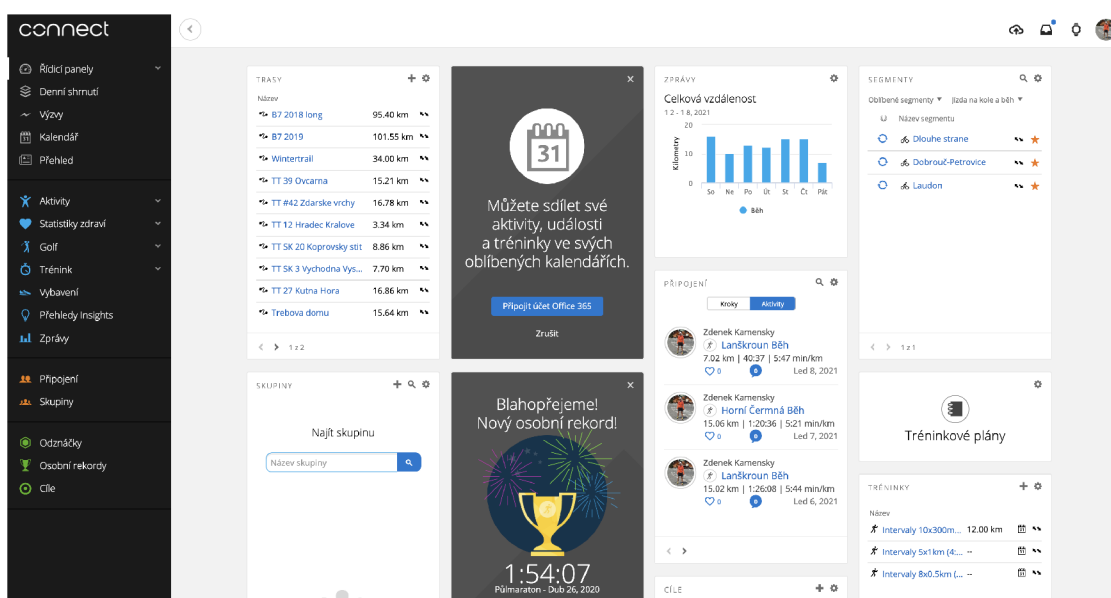 connect
Řídicí panely
Denní shrnutí
Výzvy
Kalendář
Přehled
Aktivity
Statistiky zdraví
Golf
Trénink
Vybavení
Přehledy Insights
Zprávy
Připojení
Skupiny
Odznáčky
Osobní rekordy
Cíle
TRASY
Název
B7 2018 long 95.40 km
B7 2019 101.55 km
Wintertrail 34.00 km
TT 39 Ovcarna 15.21 km
TT #42 Zdarske vrchy 16.78 km
TT 12 Hradec Kralove 3.34 km
TT SK 20 Koprovsky stit 8.86 km
TT SK 3 Vychodna Vys... 7.70 km
TT 27 Kutna Hora 16.86 km
Trebova domu 15.64 km
1 z 2
SKUPINY
Najít skupinu
Název skupiny
31
Můžete sdílet své
aktivity, události
a tréninky ve svých
oblíbených kalendářích.
Připojit účet Office 365
Zrušit
Blahopřejeme!
Nový osobní rekord!
1:54:07
Půlmaraton - Dub 26, 2020
ZPRÁVY
Celková vzdálenost
1 2 - 1 8, 2021
Kilometry
20
10
0
So Ne Po Út St Čt Pát
Běh
PŘIPOJENÍ
Kroky Aktivity
Zdenek Kamensky
Lanškroun Běh
7.02 km | 40:37 | 5:47 min/km
0 0 Led 8, 2021
Zdenek Kamensky
Horní Čermná Běh
15.06 km | 1:20:36 | 5:21 min/km
0 0 Led 7, 2021
Zdenek Kamensky
Lanškroun Běh
15.02 km | 1:26:08 | 5:44 min/km
0 0 Led 6, 2021
CÍLE
SEGMENTY
Oblíbené segmenty Jízda na kole a běh
Název segmentu
Dlouhe strane
Dobrouč-Petrovice
Laudon
1 z 1
Tréninkové plány
TRÉNINKY
Název
Intervaly 10x300m... 12.00 km
Intervaly 5x1km (4:... --
Intervaly 8x0.5km (... --